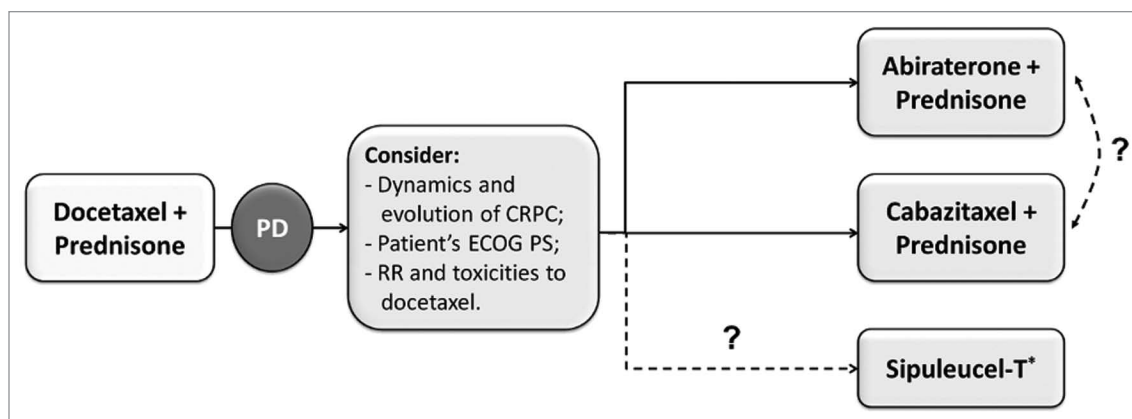 Docetaxel +
Prednisone
PD
Consider:
- Dynamics and
evolution of CRPC;
- Patient’s ECOG PS;
- RR and toxicities to
docetaxel.
Abiraterone +
Prednisone
?
Cabazitaxel +
Prednisone
?
Sipuleucel-T*